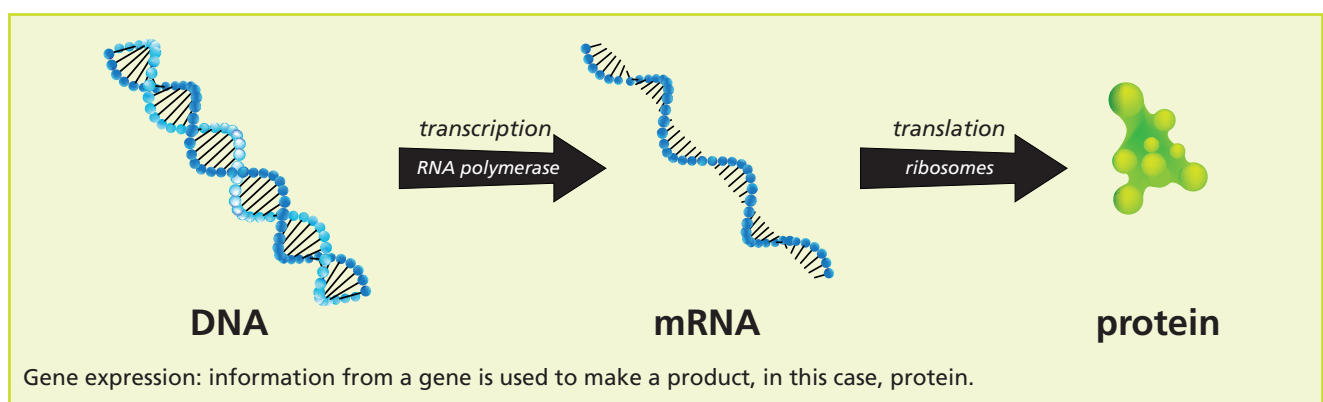 transcription
RNA polymerase
translation
ribosomes
DNA
mRNA
protein
Gene expression: information from a gene is used to make a product, in this case, protein.